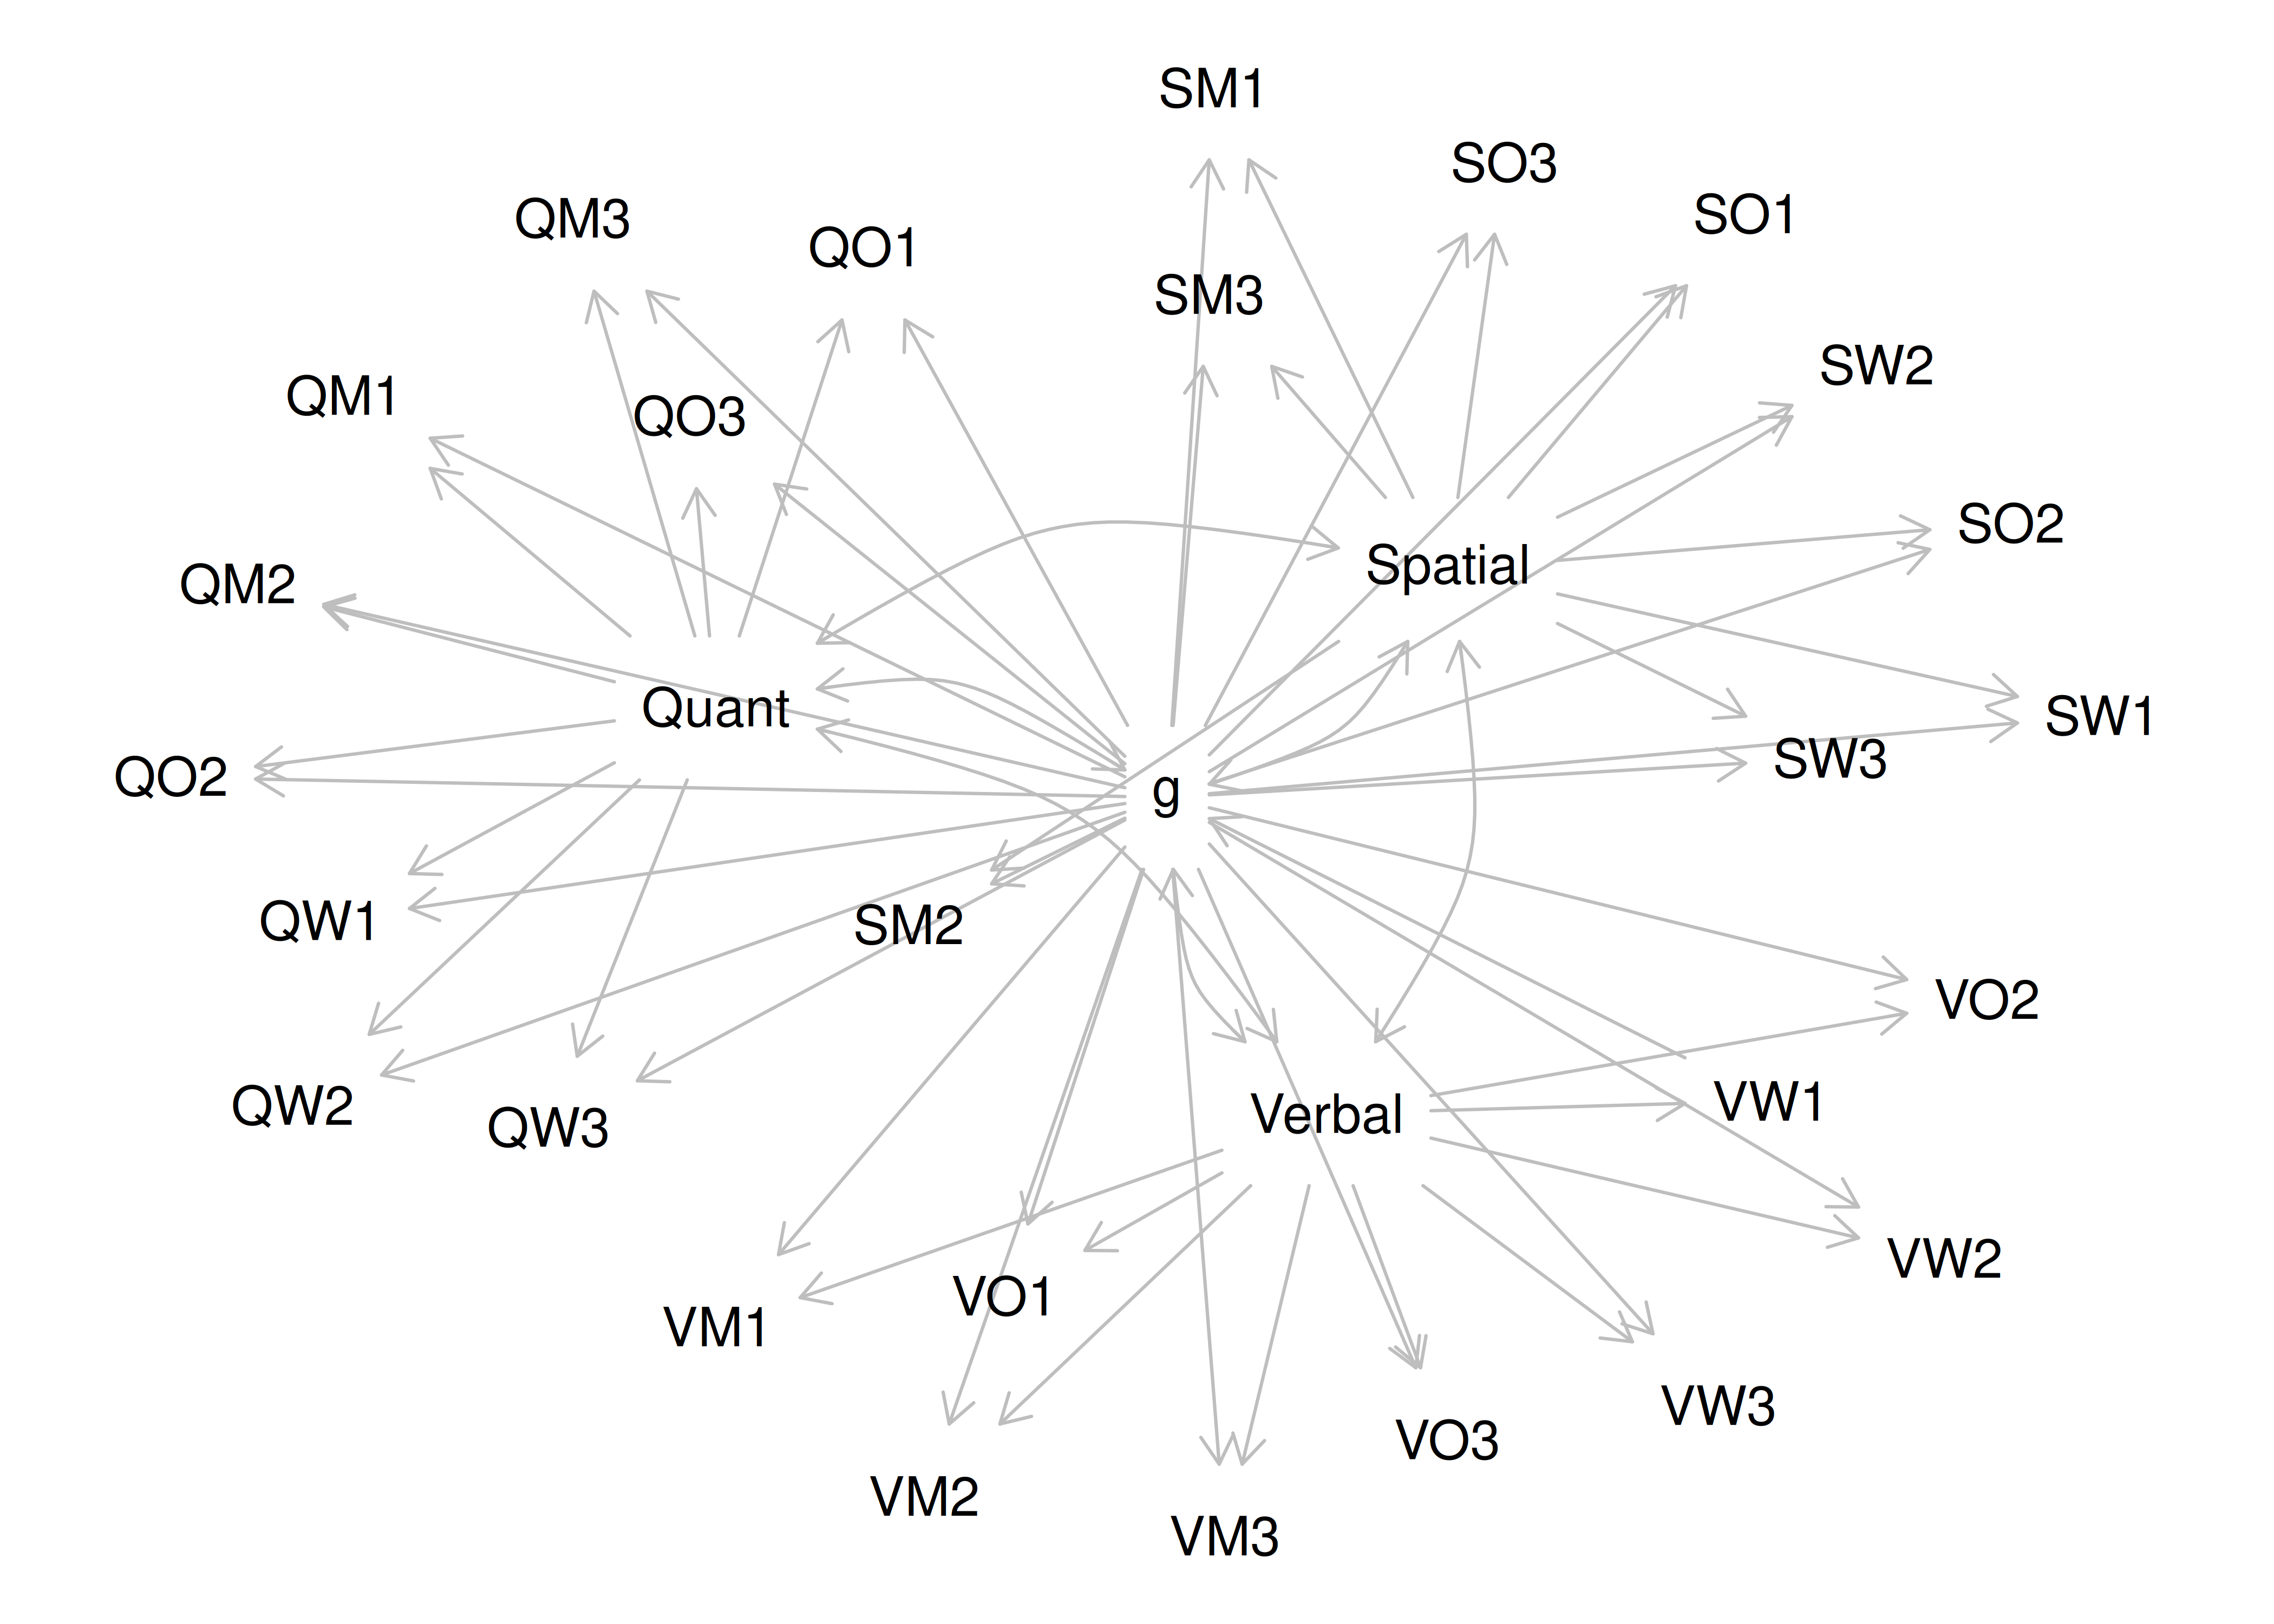 SM1
SO3
SO1
QM3
QO1
SM3
SW2
QM1
QO3
SO2
Spatial
QM2
Quant
SW1
SW3
QO2
g
QW1
SM2
VO2
VW1
QW2
Verbal
QW3
VW2
VO1
VM1
VW3
VO3
VM2
VM3